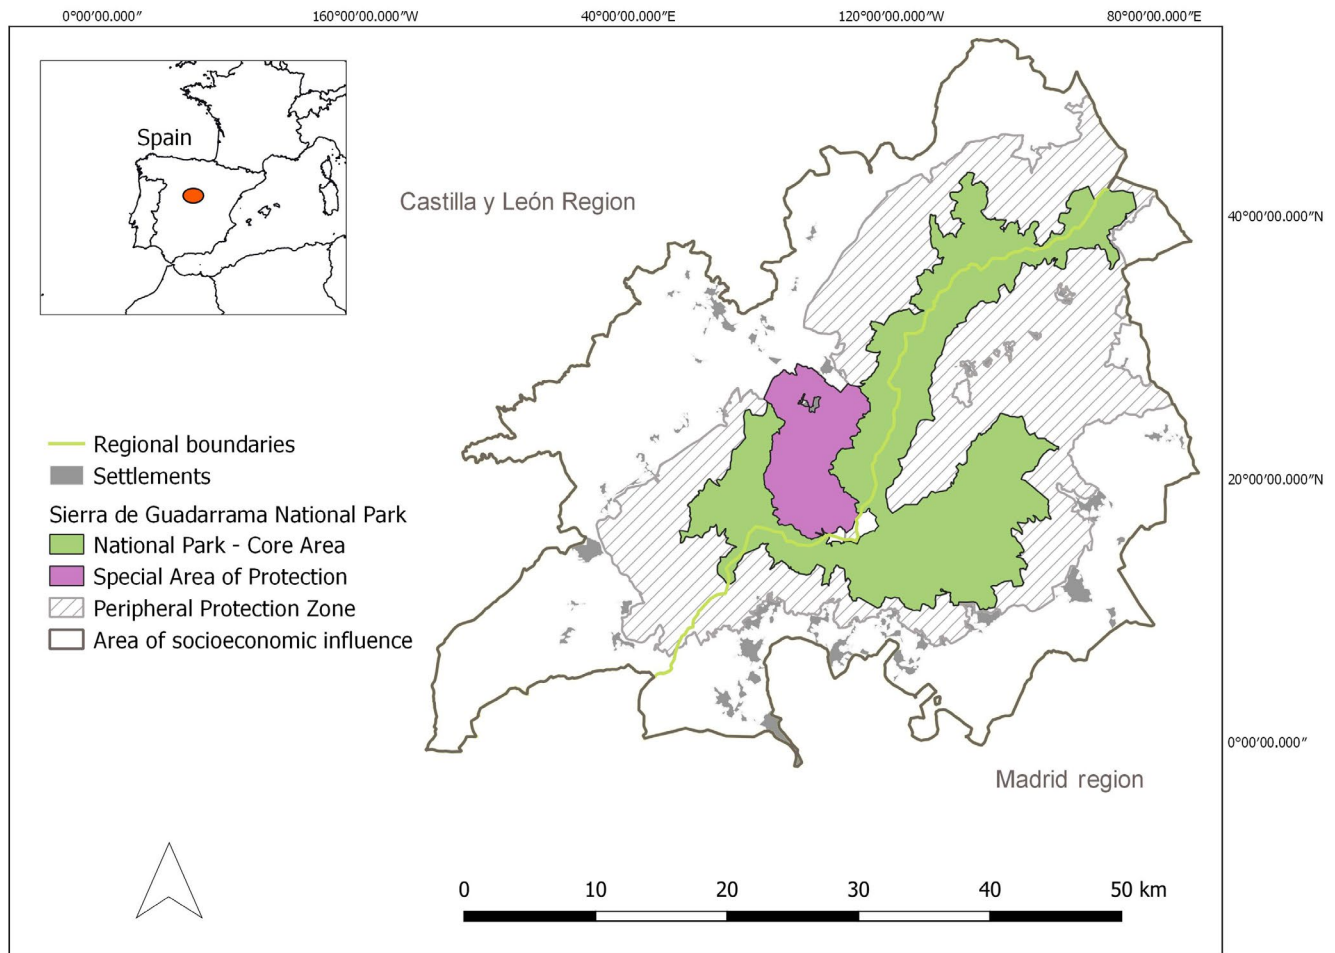 0°00′00.000″N 160°00′00.000″W 40°00′00.000″E 120°00′00.000″W 80°00′00.000″E
Spain
Castilla y León Region
40°00′00.000″N
Regional boundaries
Settlements
20°00′00.000″N
Sierra de Guadarrama National Park
National Park - Core Area
Special Area of Protection
Peripheral Protection Zone
Area of socioeconomic influence
0°00′00.000″
Madrid region
0 10 20 30 40 50 km